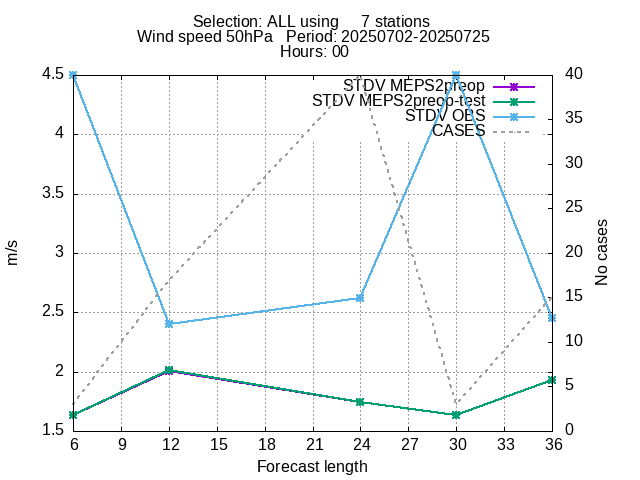 Selection: ALL using 7 stations
Wind speed 50hPa Period: 20250702-20250725
Hours: 00
STDV MEPS2preop
STDV MEPS2preop-test
STDV OBS
CASES
4.5
4
3.5
3
2.5
2
1.5
40
35
30
25
20
15
10
5
0
m/s
No cases
6 9 12 15 18 21 24 27 30 33 36
Forecast length